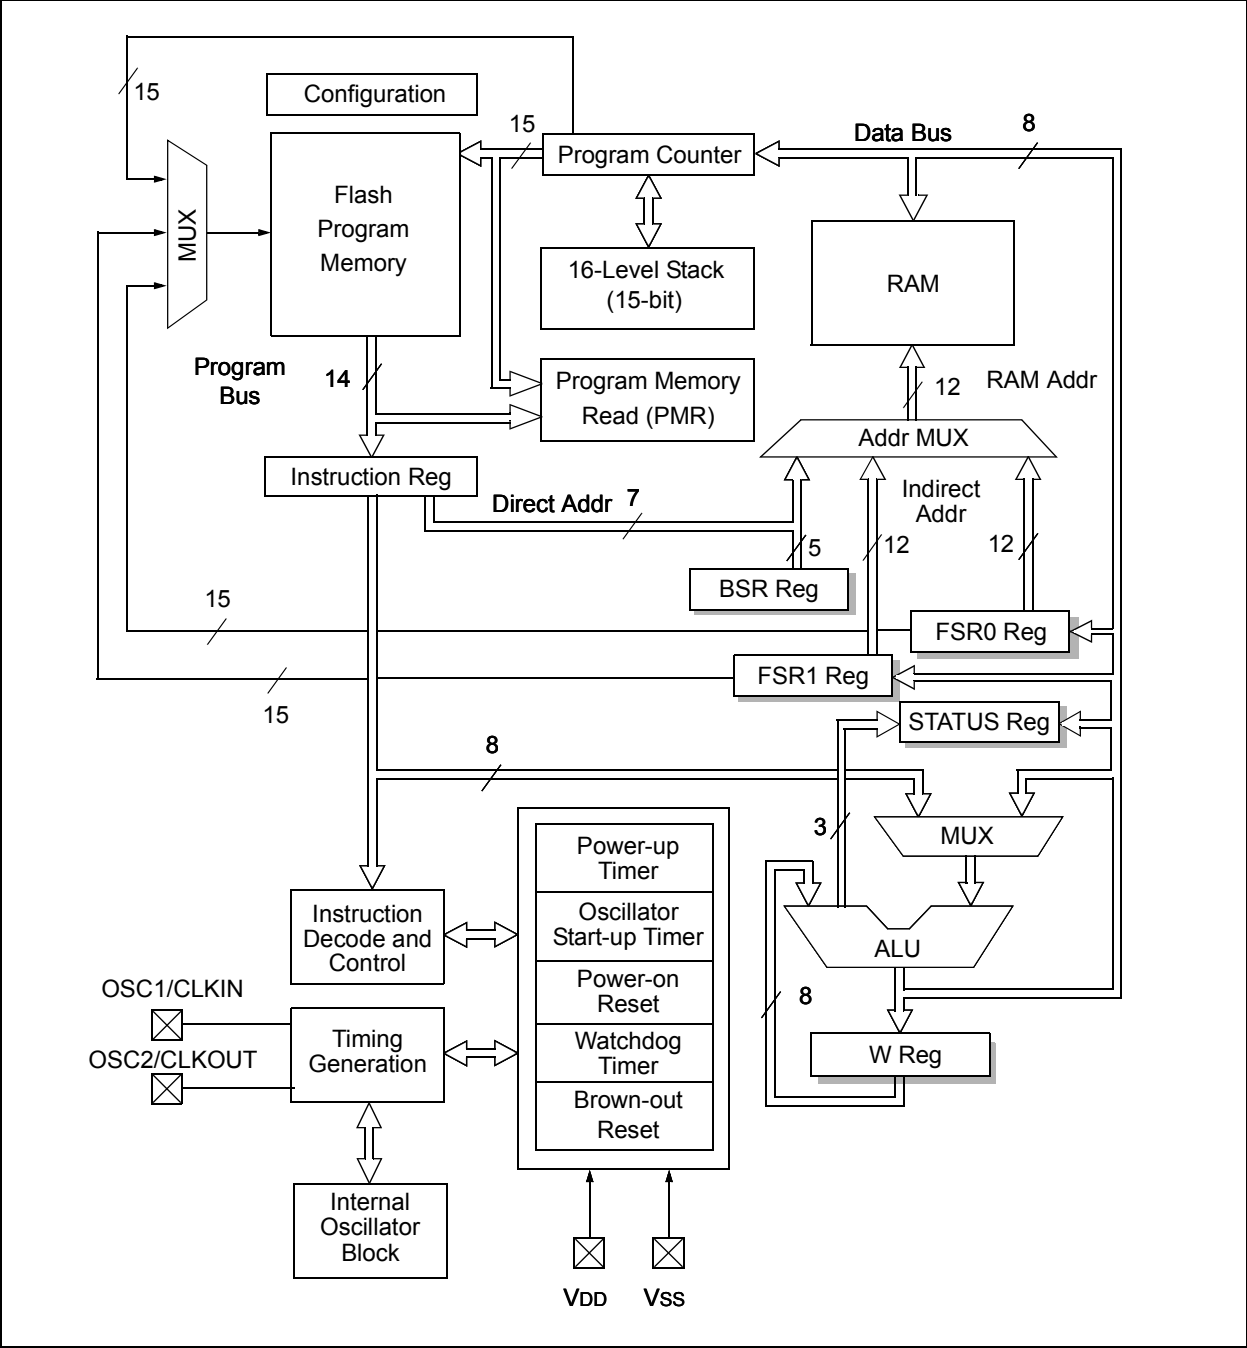 15
Configuration
MUX
Flash
Program
Memory
15
Program Counter
Data Bus
8
16-Level Stack
(15-bit)
RAM
Program
Bus
14
Program Memory
Read (PMR)
12
RAM Addr
Addr MUX
Instruction Reg
Direct Addr
7
Indirect
Addr
5
12
12
BSR Reg
15
FSR0 Reg
FSR1 Reg
15
STATUS Reg
8
3
MUX
Power-up
Timer
Oscillator
Start-up Timer
Power-on
Reset
Watchdog
Timer
Brown-out
Reset
Instruction
Decode and
Control
ALU
8
W Reg
OSC1/CLKIN
OSC2/CLKOUT
Timing
Generation
Internal
Oscillator
Block
VDD
VSS